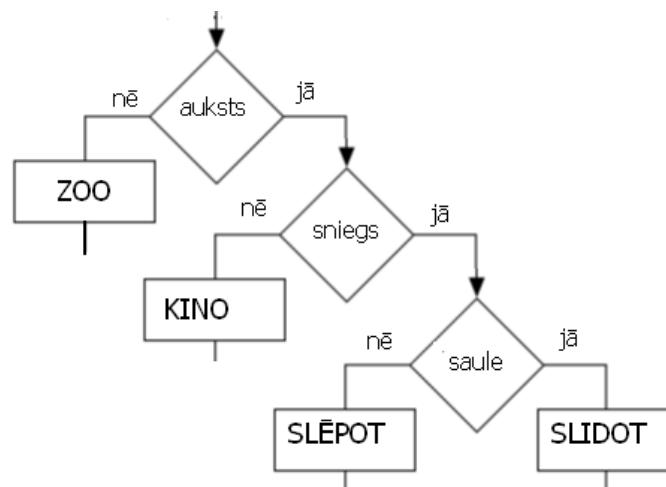 auksts
nē
jā
ZOO
sniegs
nē
jā
KINO
saule
nē
jā
SLĒPOT
SLIDOT